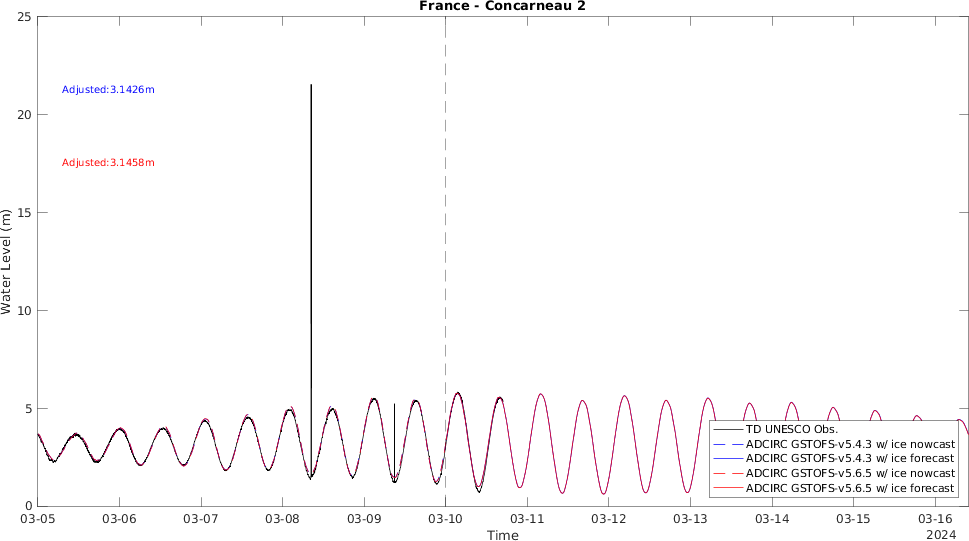 France - Concarneau 2
25
20
15
10
5
0
Water Level (m)
Adjusted:3.1426m
Adjusted:3.1458m
TD UNESCO Obs.
ADCIRC GSTOFS-v5.4.3 w/ ice nowcast
ADCIRC GSTOFS-v5.4.3 w/ ice forecast
ADCIRC GSTOFS-v5.6.5 w/ ice nowcast
ADCIRC GSTOFS-v5.6.5 w/ ice forecast
03-05 03-06 03-07 03-08 03-09 03-10 03-11 03-12 03-13 03-14 03-15 03-16
2024
Time